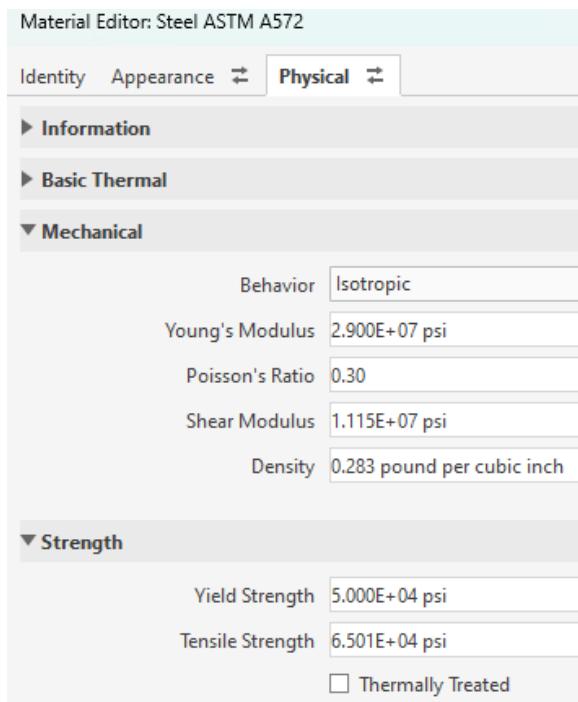 Material Editor: Steel ASTM A572
Identity Appearance Physical
Information
Basic Thermal
Mechanical
Behavior Isotropic
Young's Modulus 2.900E+07 psi
Poisson's Ratio 0.30
Shear Modulus 1.115E+07 psi
Density 0.283 pound per cubic inch
Strength
Yield Strength 5.000E+04 psi
Tensile Strength 6.501E+04 psi
Thermally Treated